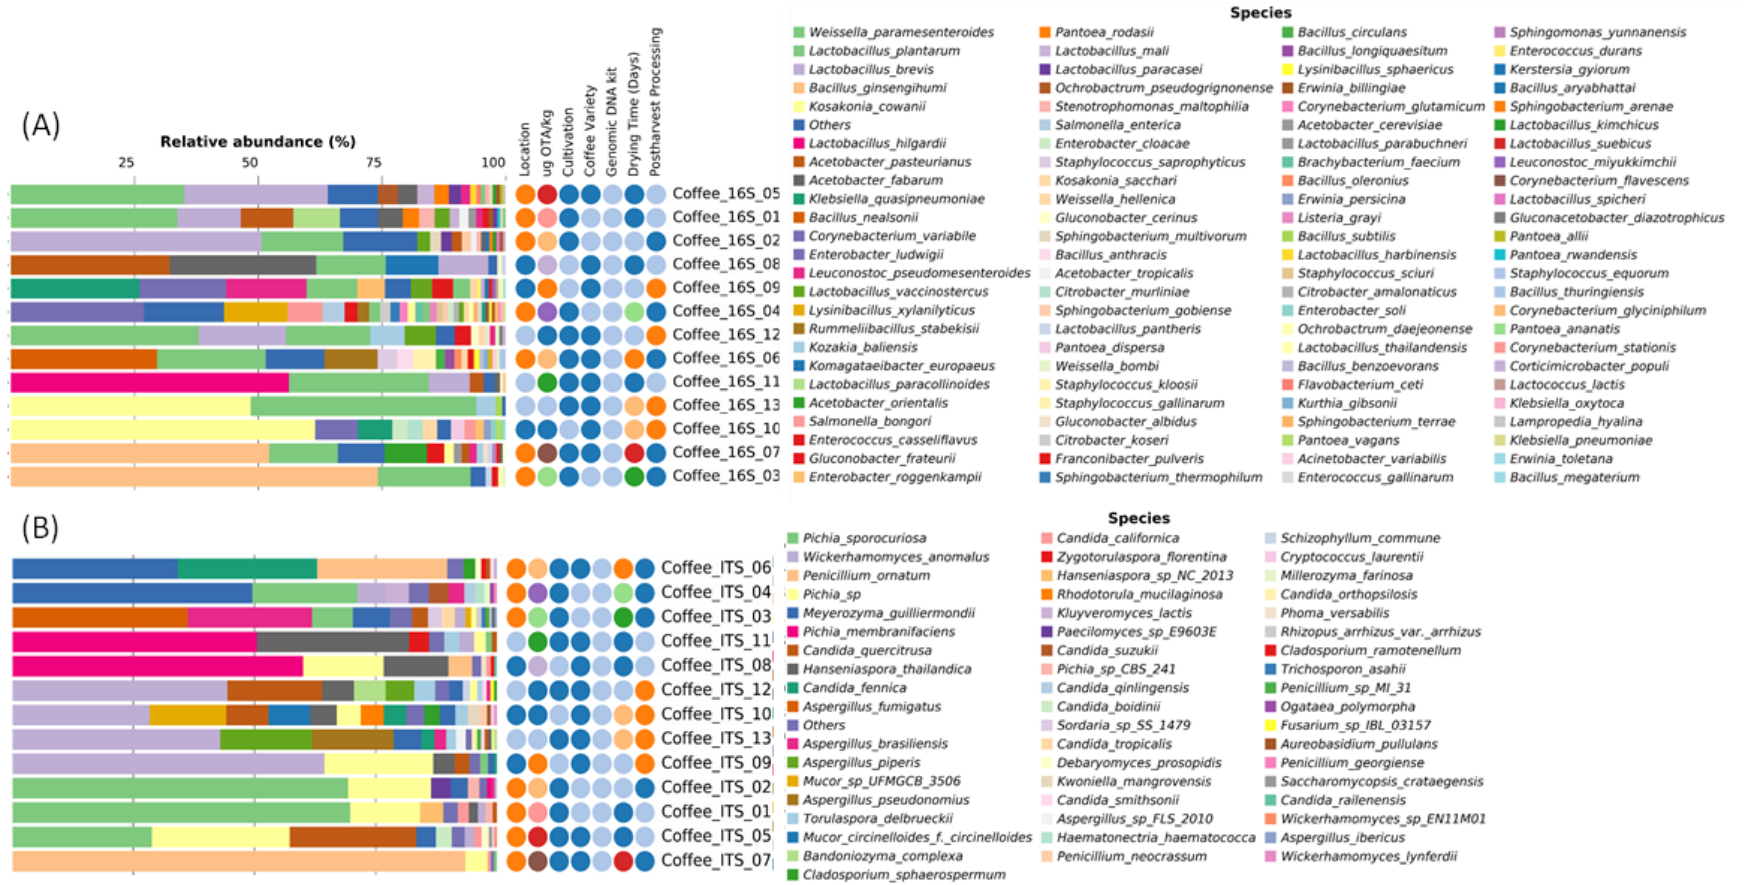 (A)
Relative abundance (%)
25 50 75 100
Location
ug OTA/kg
Cultivation
Coffee Variety
Genomic DNA kit
Drying Time (Days)
Postharvest Processing
Coffee_16S_05
Coffee_16S_01
Coffee_16S_02
Coffee_16S_08
Coffee_16S_09
Coffee_16S_04
Coffee_16S_12
Coffee_16S_06
Coffee_16S_11
Coffee_16S_13
Coffee_16S_10
Coffee_16S_07
Coffee_16S_03
Species
Weissella_paramesenteroides
Lactobacillus_plantarum
Lactobacillus_brevis
Bacillus_ginsengihumi
Kosakonia_cowanii
Others
Lactobacillus_hilgardii
Acetobacter_pasteurianus
Acetobacter_fabarum
Klebsiella_quasipneumoniae
Bacillus_nealsonii
Corynebacterium_variabile
Enterobacter_ludwigii
Leuconostoc_pseudomesenteroides
Lactobacillus_vaccinostercus
Lysinibacillus_xylanilyticus
Rummeliibacillus_stabekisii
Kozakia_baliensis
Komagataeibacter_europaeus
Lactobacillus_paracollinoides
Acetobacter_orientalis
Salmonella_bongori
Enterococcus_casseliflavus
Gluconobacter_frateurii
Enterobacter_roggenkampii
Pantoea_rodasii
Lactobacillus_mali
Lactobacillus_paracasei
Ochrobactrum_pseudogrignonense
Stenotrophomonas_maltophilia
Salmonella_enterica
Enterobacter_cloacae
Staphylococcus_saprophyticus
Kosakonia_sacchari
Weissella_hellenica
Gluconobacter_cerinus
Sphingobacterium_multivorum
Bacillus_anthracis
Acetobacter_tropicalis
Citrobacter_murliniae
Sphingobacterium_gobiense
Lactobacillus_pantheris
Pantoea_dispersa
Weissella_bombi
Staphylococcus_kloosii
Staphylococcus_gallinarum
Gluconobacter_albidus
Citrobacter_koseri
Franconibacter_pulveris
Sphingobacterium_thermophilum
Bacillus_circulans
Bacillus_longiquaesitum
Lysinibacillus_sphaericus
Erwinia_billingiae
Corynebacterium_glutamicum
Acetobacter_cerevisiae
Lactobacillus_parabuchneri
Brachybacterium_faecium
Bacillus_oleronius
Erwinia_persicina
Listeria_grayi
Bacillus_subtilis
Lactobacillus_harbinensis
Staphylococcus_sciuri
Citrobacter_amalonaticus
Enterobacter_soli
Ochrobactrum_daejeonense
Lactobacillus_thailandensis
Bacillus_benzoevorans
Flavobacterium_ceti
Kurthia_gibsonii
Sphingobacterium_terrae
Pantoea_vagans
Acinetobacter_variabilis
Enterococcus_gallinarum
Sphingomonas_yunnanensis
Enterococcus_durans
Kerstersia_gyiorum
Bacillus_aryabhattai
Sphingobacterium_arenae
Lactobacillus_kimchicus
Lactobacillus_suebicus
Leuconostoc_miyukkimchii
Corynebacterium_flavescens
Lactobacillus_spicheri
Gluconacetobacter_diazotrophicus
Pantoea_allii
Pantoea_rwandensis
Staphylococcus_equorum
Bacillus_thuringiensis
Corynebacterium_glyciniphilum
Pantoea_ananatis
Corynebacterium_stationis
Corticimicrobacter_populi
Lactococcus_lactis
Klebsiella_oxytoca
Lampropedia_hyalina
Klebsiella_pneumoniae
Erwinia_toletana
Bacillus_megaterium
(B)
Coffee_ITS_06
Coffee_ITS_04
Coffee_ITS_03
Coffee_ITS_11
Coffee_ITS_08
Coffee_ITS_12
Coffee_ITS_10
Coffee_ITS_13
Coffee_ITS_09
Coffee_ITS_02
Coffee_ITS_01
Coffee_ITS_05
Coffee_ITS_07
Species
Pichia_sporocuriosa
Wickerhamomyces_anomalus
Penicillium_ornatum
Pichia_sp
Meyerozyma_guilliermondii
Pichia_membranifaciens
Candida_quercitrusa
Hanseniaspora_thailandica
Candida_fennica
Aspergillus_fumigatus
Others
Aspergillus_brasiliensis
Aspergillus_piperis
Mucor_sp_UFMGCB_3506
Aspergillus_pseudonomius
Torulaspora_delbrueckii
Mucor_circinelloides_f._circinelloides
Bandoniozyma_complexa
Cladosporium_sphaerospermum
Candida_californica
Zygotorulaspora_florentina
Hanseniaspora_sp_NC_2013
Rhodotorula_mucilaginosa
Kluyveromyces_lactis
Paecilomyces_sp_E9603E
Candida_suzukii
Pichia_sp_CBS_241
Candida_qinlingensis
Candida_boidinii
Sordaria_sp_SS_1479
Candida_tropicalis
Debaryomyces_prosopidis
Kwoniella_mangrovensis
Candida_smithsonii
Aspergillus_sp_FLS_2010
Haematonectria_haematococca
Penicillium_neocrassum
Schizophyllum_commune
Cryptococcus_laurentii
Millerozyma_farinosa
Candida_orthopsilosis
Phoma_versabilis
Rhizopus_arrhizus_var._arrhizus
Cladosporium_ramotenellum
Trichosporon_asahii
Penicillium_sp_MI_31
Ogataea_polymorpha
Fusarium_sp_IBL_03157
Aureobasidium_pullulans
Penicillium_georgiense
Saccharomycopsis_crataegensis
Candida_railenensis
Wickerhamomyces_sp_EN11M01
Aspergillus_ibericus
Wickerhamomyces_lynferdii